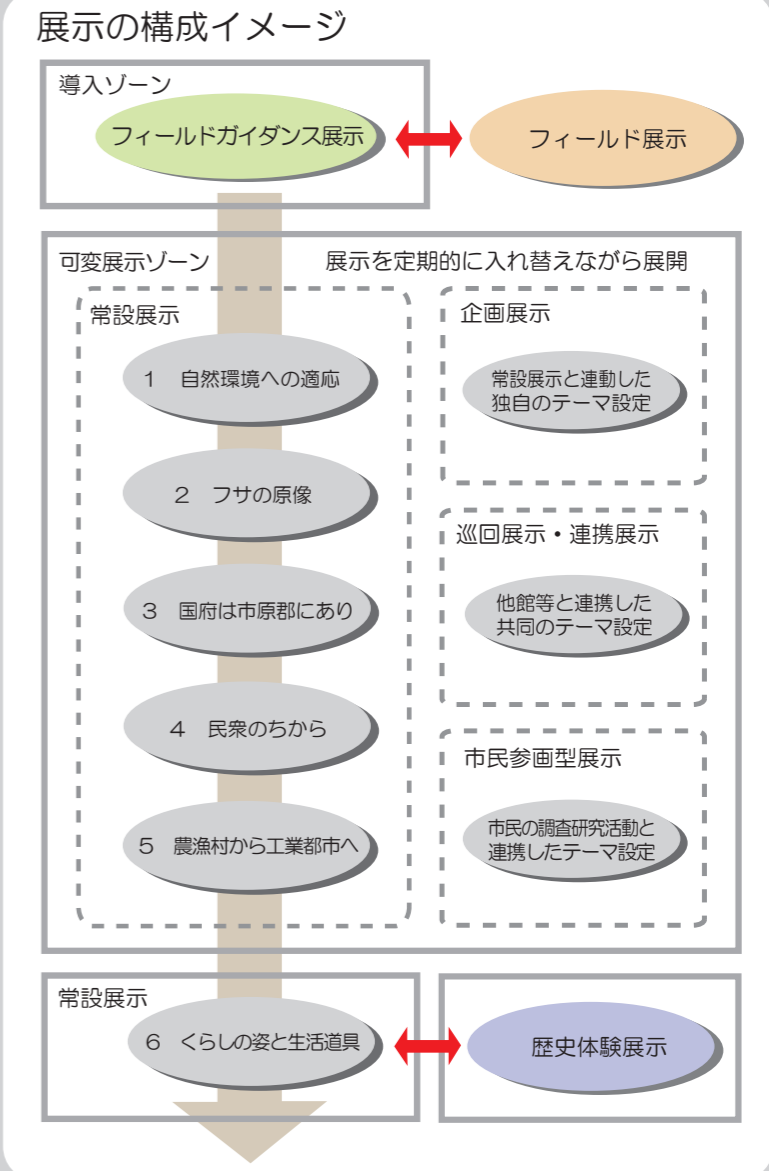 展示の構成イメージ
導入ゾーン
フィールドガイダンス展示
フィールド展示
可変展示ゾーン
展示を定期的に入れ替えながら展開
常設展示
1 自然環境への適応
2 フサの原像
3 国府は市原郡にあり
4 民衆のちから
5 農漁村から工業都市へ
企画展示
常設展示と連動した
独自のテーマ設定
巡回展示・連携展示
他館等と連携した
共同のテーマ設定
市民参画型展示
市民の調査研究活動と
連携したテーマ設定
常設展示
6 くらしの姿と生活道具
歴史体験展示